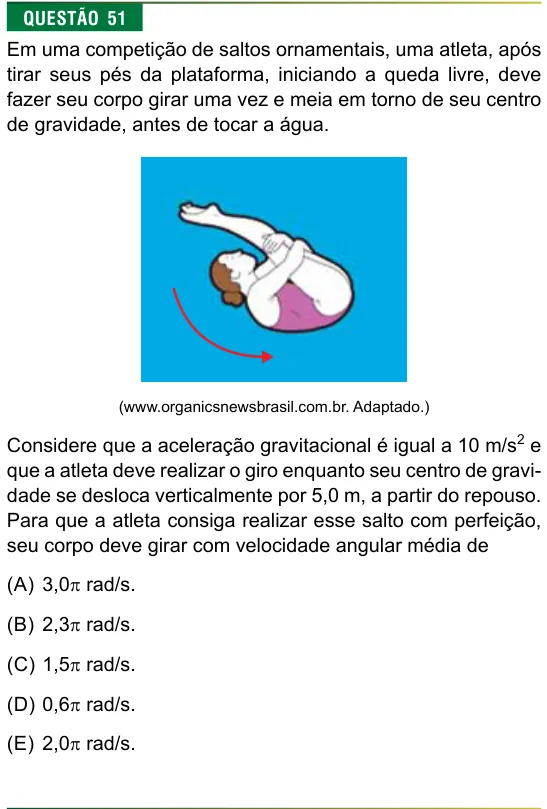 QUESTÃO 51
Em uma competição de saltos ornamentais, uma atleta, após
tirar seus pés da plataforma, iniciando a queda livre, deve
fazer seu corpo girar uma vez e meia em torno de seu centro
de gravidade, antes de tocar a água.
(www.organicsnewsbrasil.com.br. Adaptado.)
Considere que a aceleração gravitacional é igual a 10 m/s² e
que a atleta deve realizar o giro enquanto seu centro de gravi-
dade se desloca verticalmente por 5,0 m, a partir do repouso.
Para que a atleta consiga realizar esse salto com perfeição,
seu corpo deve girar com velocidade angular média de
(A) 3,0π rad/s.
(B) 2,3π rad/s.
(C) 1,5π rad/s.
(D) 0,6π rad/s.
(E) 2,0π rad/s.